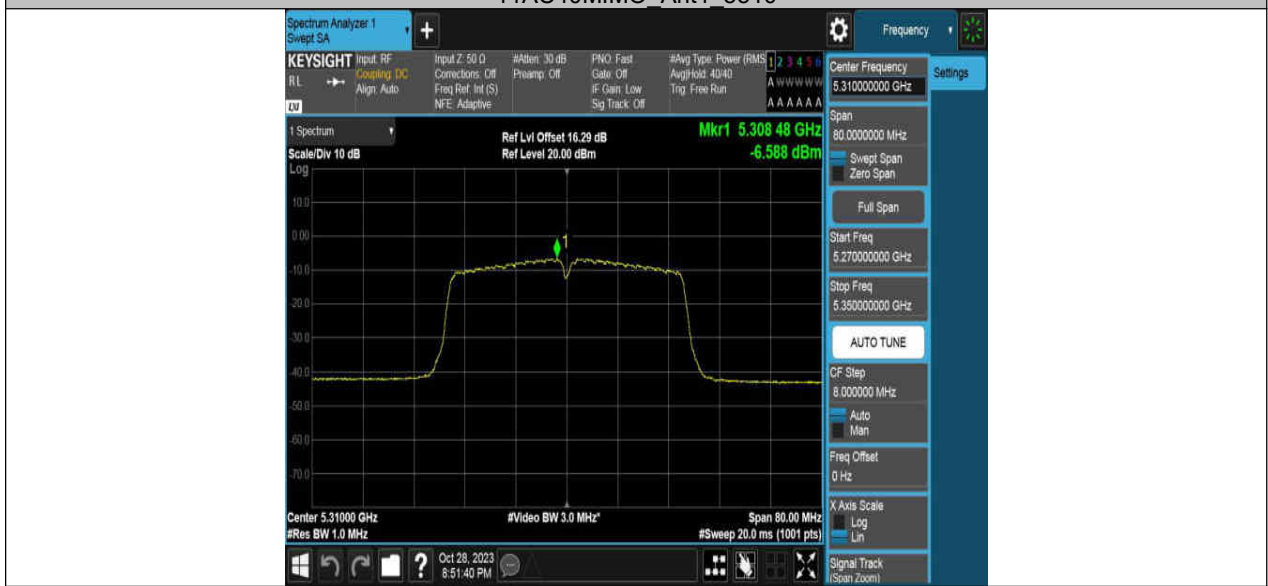 Spectrum Analyzer 1
Swept SA
Frequency
KEYSIGHT
RL
Input: RF
Coupling: DC
Align: Auto
Input Z: 50 Ω
Corrections: Off
Freq Ref: Int (S)
NFE: Adaptive
#Atten: 30 dB
Preamp: Off
PNO: Fast
Gate: Off
IF Gain: Low
Sig Track: Off
#Avg Type: Power (RMS
Avg|Hold: 40/40
Trig: Free Run
1 2 3 4 5 6
A W W W W W
A A A A A A
1 Spectrum
Scale/Div 10 dB
Log
Ref Lvl Offset 16.29 dB
Ref Level 20.00 dBm
Mkr1 5.308 48 GHz
-6.588 dBm
10.0
0.00
-10.0
-20.0
-30.0
-40.0
-50.0
-60.0
-70.0
1
Center 5.31000 GHz
#Res BW 1.0 MHz
#Video BW 3.0 MHz*
Span 80.00 MHz
#Sweep 20.0 ms (1001 pts)
Oct 28, 2023
8:51:40 PM
Center Frequency
5.310000000 GHz
Settings
Span
80.0000000 MHz
Swept Span
Zero Span
Full Span
Start Freq
5.270000000 GHz
Stop Freq
5.350000000 GHz
AUTO TUNE
CF Step
8.000000 MHz
Auto
Man
Freq Offset
0 Hz
X Axis Scale
Log
Lin
Signal Track
(Span Zoom)